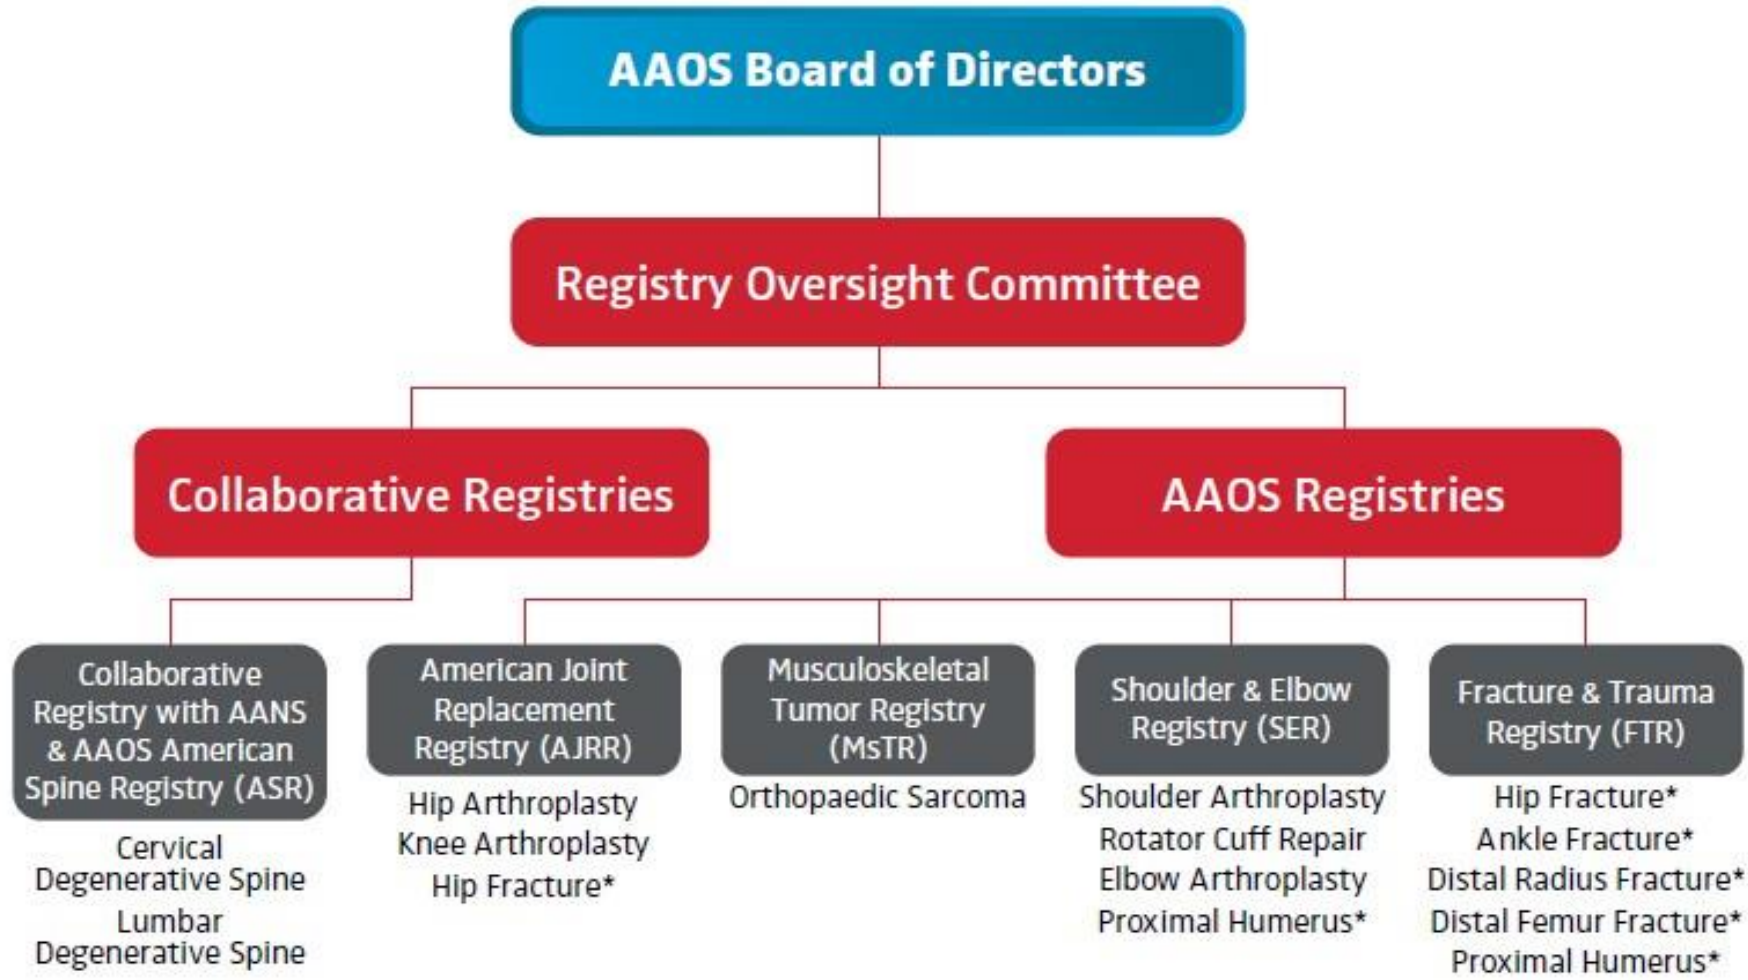 AAOS Board of Directors
Registry Oversight Committee
Collaborative Registries
AAOS Registries
Collaborative
Registry with AANS
& AAOS American
Spine Registry (ASR)
Cervical
Degenerative Spine
Lumbar
Degenerative Spine
American Joint
Replacement
Registry (AJRR)
Hip Arthroplasty
Knee Arthroplasty
Hip Fracture*
Musculoskeletal
Tumor Registry
(MsTR)
Orthopaedic Sarcoma
Shoulder & Elbow
Registry (SER)
Shoulder Arthroplasty
Rotator Cuff Repair
Elbow Arthroplasty
Proximal Humerus*
Fracture & Trauma
Registry (FTR)
Hip Fracture*
Ankle Fracture*
Distal Radius Fracture*
Distal Femur Fracture*
Proximal Humerus*